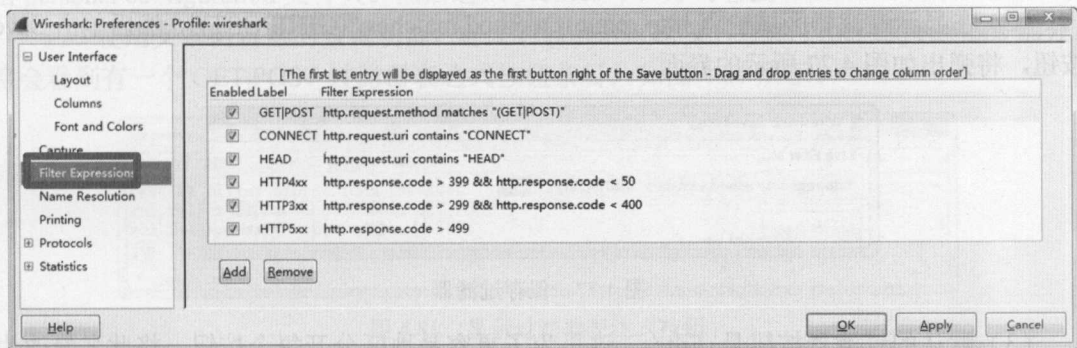 Wireshark: Preferences - Profile: wireshark
User Interface
Layout
Columns
Font and Colors
Capture
Filter Expressions
Name Resolution
Printing
Protocols
Statistics
[The first list entry will be displayed as the first button right of the Save button - Drag and drop entries to change column order]
Enabled Label Filter Expression
GET|POST http.request.method matches "(GET|POST)"
CONNECT http.request.uri contains "CONNECT"
HEAD http.request.uri contains "HEAD"
HTTP4xx http.response.code > 399 && http.response.code < 50
HTTP3xx http.response.code > 299 && http.response.code < 400
HTTP5xx http.response.code > 499
Add Remove
Help OK Apply Cancel